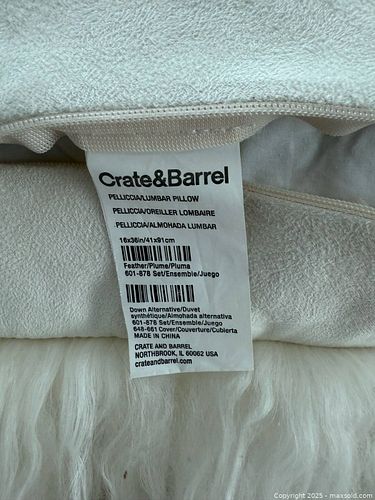 Crate&Barrel
PELLICCIA/LUMBAR PILLOW
PELLICCIA/OREILLER LOMBAIRE
PELLICCIA/ALMOHADA LUMBAR
16x36in/41x91cm
Feather/Plume/Pluma
601-878 Set/Ensemble/Juego
Down Alternative/Duvet
synthétique/Almohada alternativa
601-878 Set/Ensemble/Juego
648-661 Cover/Couverture/Cubierta
MADE IN CHINA
CRATE AND BARREL
NORTHBROOK, IL 60062 USA
crateandbarrel.com
Copyright © 2025 - maxsold.com